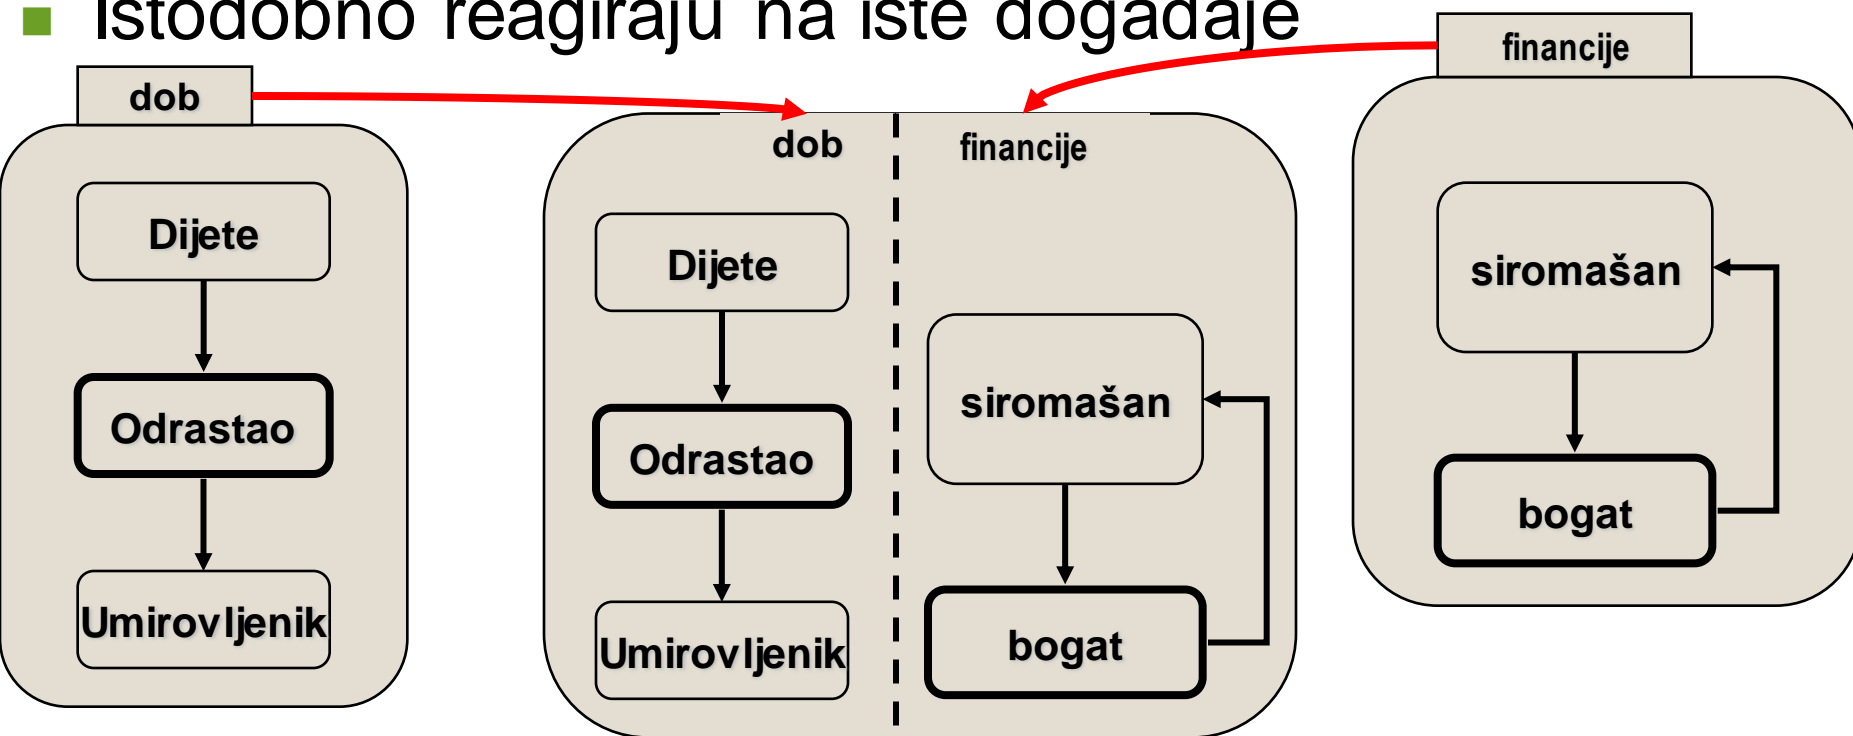 Istodobno reagiraju na iste događaje
dob
Dijete
Odrastao
Umirovljenik
dob
financije
Dijete
siromašan
Odrastao
bogat
Umirovljenik
financije
siromašan
bogat